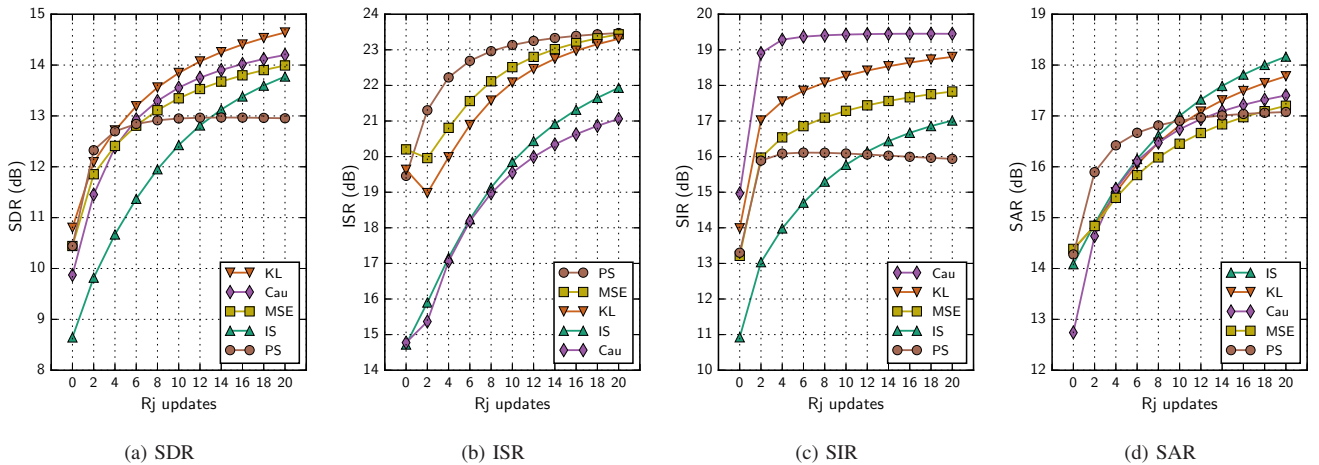 15
14
13
12
11
10
9
8
SDR (dB)
0 2 4 6 8 10 12 14 16 18 20
Rj updates
KL
Cau
MSE
IS
PS
(a) SDR
24
23
22
21
20
19
18
17
16
15
14
ISR (dB)
0 2 4 6 8 10 12 14 16 18 20
Rj updates
PS
MSE
KL
IS
Cau
(b) ISR
20
19
18
17
16
15
14
13
12
11
10
SIR (dB)
0 2 4 6 8 10 12 14 16 18 20
Rj updates
Cau
KL
MSE
IS
PS
(c) SIR
19
18
17
16
15
14
13
12
SAR (dB)
0 2 4 6 8 10 12 14 16 18 20
Rj updates
IS
KL
Cau
MSE
PS
(d) SAR